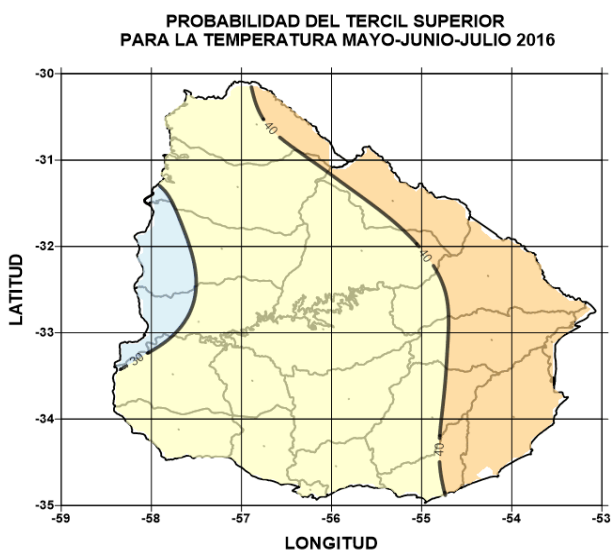 PROBABILIDAD DEL TERCIL SUPERIOR
PARA LA TEMPERATURA MAYO-JUNIO-JULIO 2016
-30
-31
-32
-33
-34
-35
LATITUD
40
40
40
30
-59 -58 -57 -56 -55 -54 -53
LONGITUD